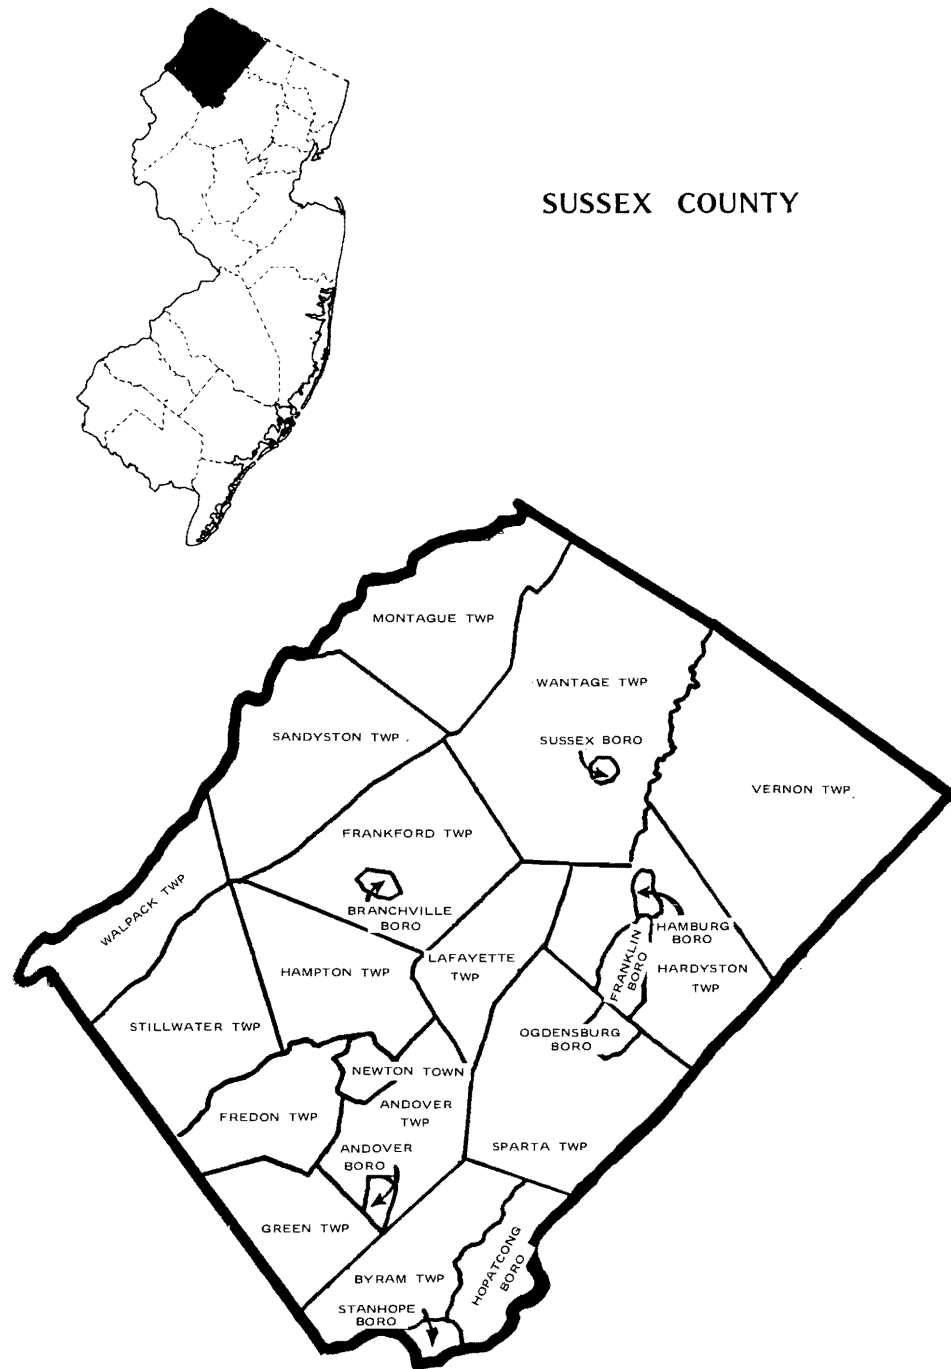 SUSSEX COUNTY
MONTAGUE TWP
WANTAGE TWP
SANDYSTON TWP.
SUSSEX BORO
VERNON TWP.
FRANKFORD TWP
WALPACK TWP
BRANCHVILLE
BORO
HAMBURG
BORO
FRANKLIN
BORO
LAFAYETTE
TWP
HAMPTON TWP
HARDYSTON
TWP
STILLWATER TWP
OGDENSBURG
BORO
NEWTON TOWN
ANDOVER
TWP
FREDON TWP
SPARTA TWP
ANDOVER
BORO
GREEN TWP
HOPATCONG
BORO
BYRAM TWP
STANHOPE
BORO